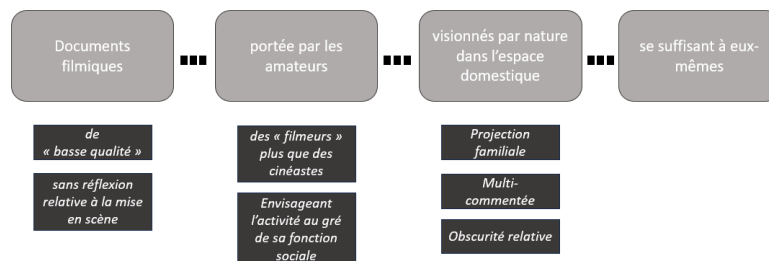 Documents
filmiques
portée par les
amateurs
visionnés par nature
dans l'espace
domestique
se suffisant à eux-
mêmes
de
« basse qualité »
sans réflexion
relative à la mise
en scène
des « filmeurs »
plus que des
cinéastes
Envisageant
l'activité au gré
de sa fonction
sociale
Projection
familiale
Multi-
commentée
Obscurité relative